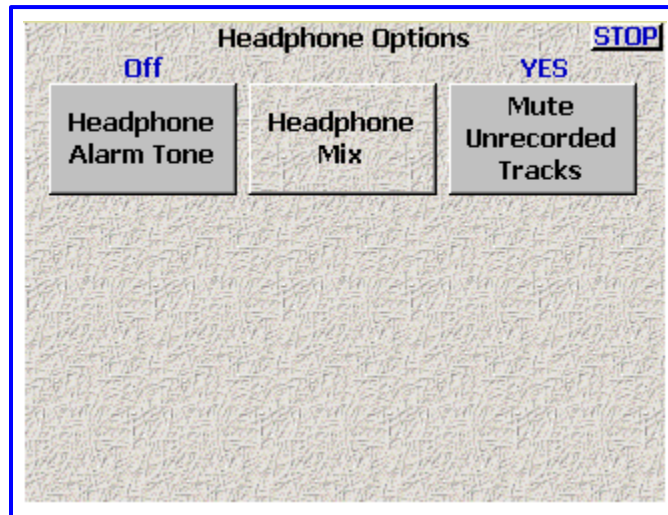 Headphone Options STOP
Off YES
Headphone
Alarm Tone
Headphone
Mix
Mute
Unrecorded
Tracks